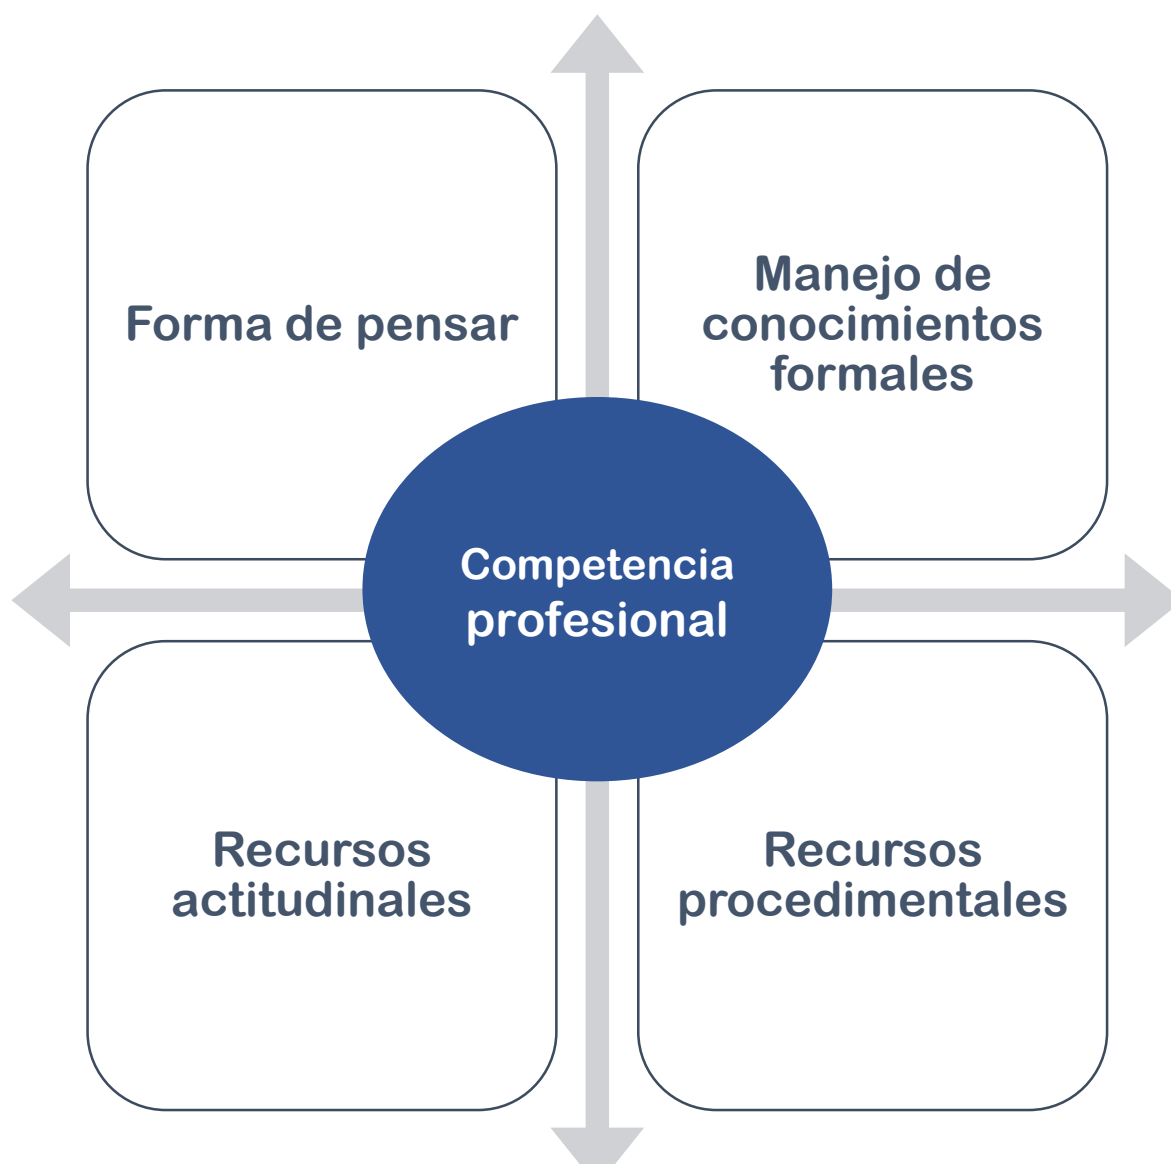 Forma de pensar
Manejo de
conocimientos
formales
Competencia
profesional
Recursos
actitudinales
Recursos
procedimentales